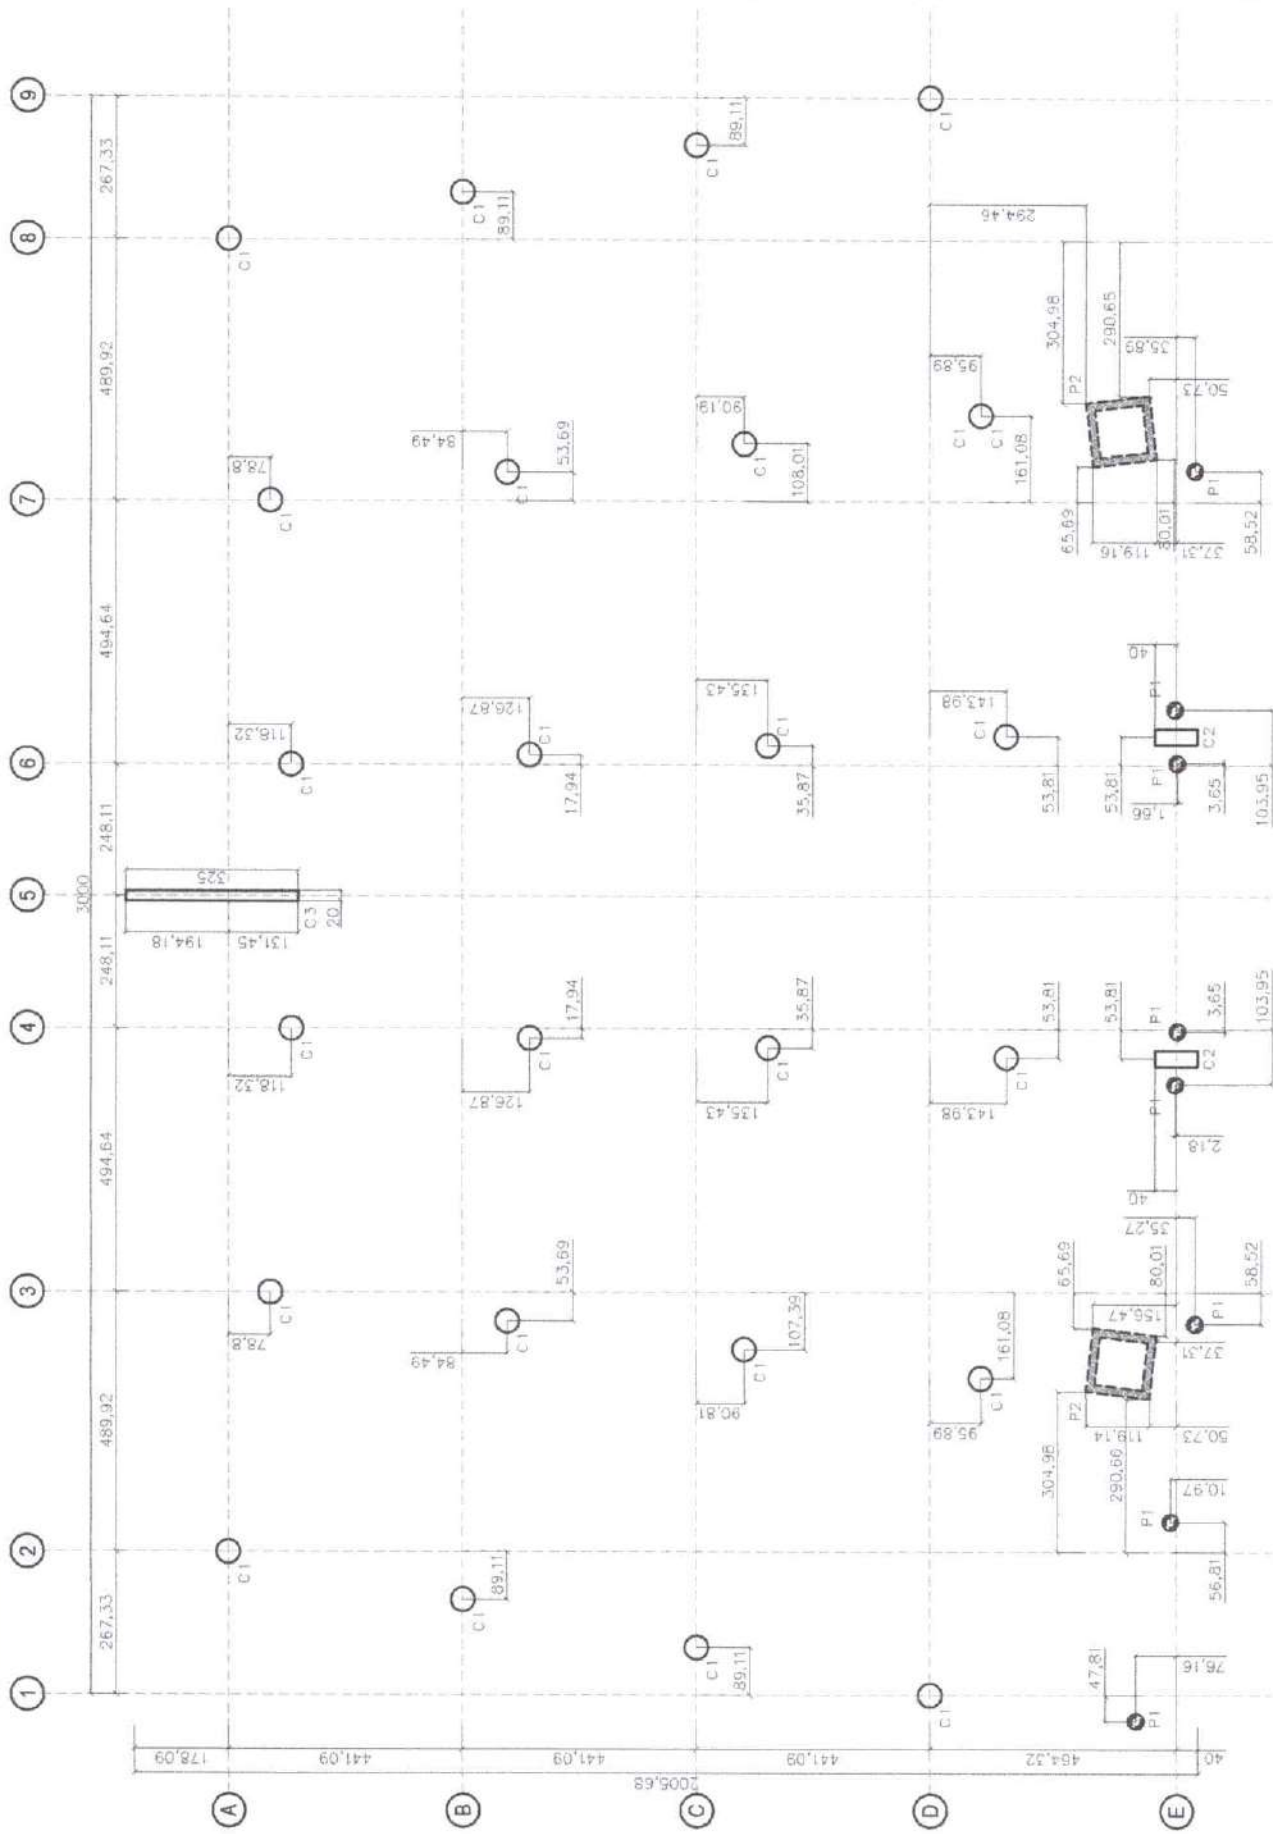 9
8
7
6
5
4
3
2
1
3000
267,33
489,92
494,64
248,11
248,11
494,64
489,92
267,33
A
B
C
D
E
178,09
441,09
441,09
441,09
464,32
40
2005,68
C1
C1
78,8
C1
118,32
C1
325
194,18
131,45
C3
20
C1
118,32
C1
78,8
C1
C1
89,11
84,49
C1
53,69
126,87
C1
17,94
17,94
C1
126,87
53,69
C1
84,49
C1
89,11
C1
89,11
90,19
C1
108,01
135,43
C1
35,87
35,87
C1
135,43
107,39
C1
90,81
C1
89,11
C1
95,89
C1
C1
161,08
143,98
C1
53,81
53,81
C1
143,98
161,08
C1
95,89
C1
294,46
304,98
290,65
35,89
P2
50,73
65,69
119,16
80,01
37,31
P1
58,52
40
P1
C2
P1
53,81
1,66
3,65
103,95
53,81
P1
3,65
103,95
C2
P1
2,18
40
35,27
65,69
80,01
58,52
156,47
P1
37,31
P2
119,14
50,73
304,98
290,66
10,97
P1
56,81
47,81
76,16
P1